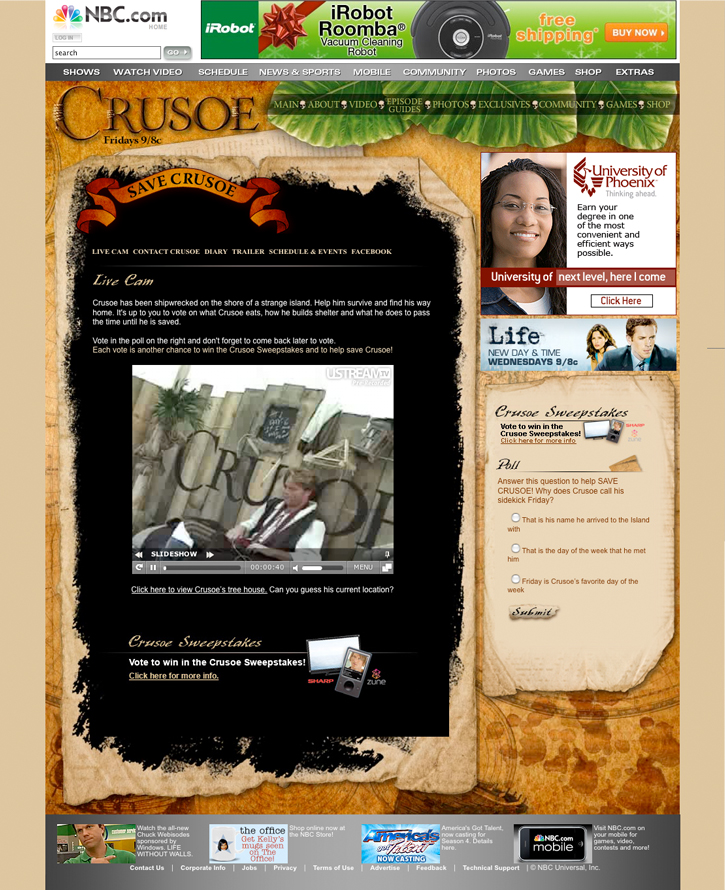 NBC.com
HOME
LOG IN
search
GO
iRobot
iRobot
Roomba®
Vacuum Cleaning
Robot
free
shipping*
BUY NOW
SHOWS WATCH VIDEO SCHEDULE NEWS & SPORTS MOBILE COMMUNITY PHOTOS GAMES SHOP EXTRAS
CRUSOE
Fridays 9/8c
MAIN ABOUT VIDEO EPISODE GUIDES PHOTOS EXCLUSIVES COMMUNITY GAMES SHOP
SAVE CRUSOE
LIVE CAM CONTACT CRUSOE DIARY TRAILER SCHEDULE & EVENTS FACEBOOK
Live Cam
Crusoe has been shipwrecked on the shore of a strange island. Help him survive and find his way
home. It's up to you to vote on what Crusoe eats, how he builds shelter and what he does to pass
the time until he is saved.
Vote in the poll on the right and don't forget to come back later to vote.
Each vote is another chance to win the Crusoe Sweepstakes and to help save Crusoe!
USTREAM TV
CRUSOE
SLIDESHOW
00:00:40 MENU
Click here to view Crusoe's tree house. Can you guess his current location?
Crusoe Sweepstakes
Vote to win in the Crusoe Sweepstakes!
Click here for more info.
SHARP
zune
University of
Phoenix
Thinking ahead.
Earn your
degree in one
of the most
convenient and
efficient ways
possible.
University of next level, here I come
Click Here
Life
NEW DAY & TIME
WEDNESDAYS 9/8c
Crusoe Sweepstakes
Vote to win in the
Crusoe Sweepstakes!
Click here for more info
SHARP
zune
Poll
Answer this question to help SAVE
CRUSOE! Why does Crusoe call his
sidekick Friday?
That is his name he arrived to the Island
with
That is the day of the week that he met
him
Friday is Crusoe's favorite day of the
week
Submit
Watch the all-new
Chuck Webisodes
sponsored by
Windows. LIFE
WITHOUT WALLS.
the office
Get Kelly's
mugs seen
on The
Office!
Shop online now at
the NBC Store!
America's
got Talent
NOW CASTING
America's Got Talent,
now casting for
Season 4. Details
here.
NBC.com
mobile
Visit NBC.com on
your mobile for
games, video,
contests and more!
Contact Us | Corporate Info | Jobs | Privacy | Terms of Use | Advertise | Feedback | Technical Support | © NBC Universal, Inc.